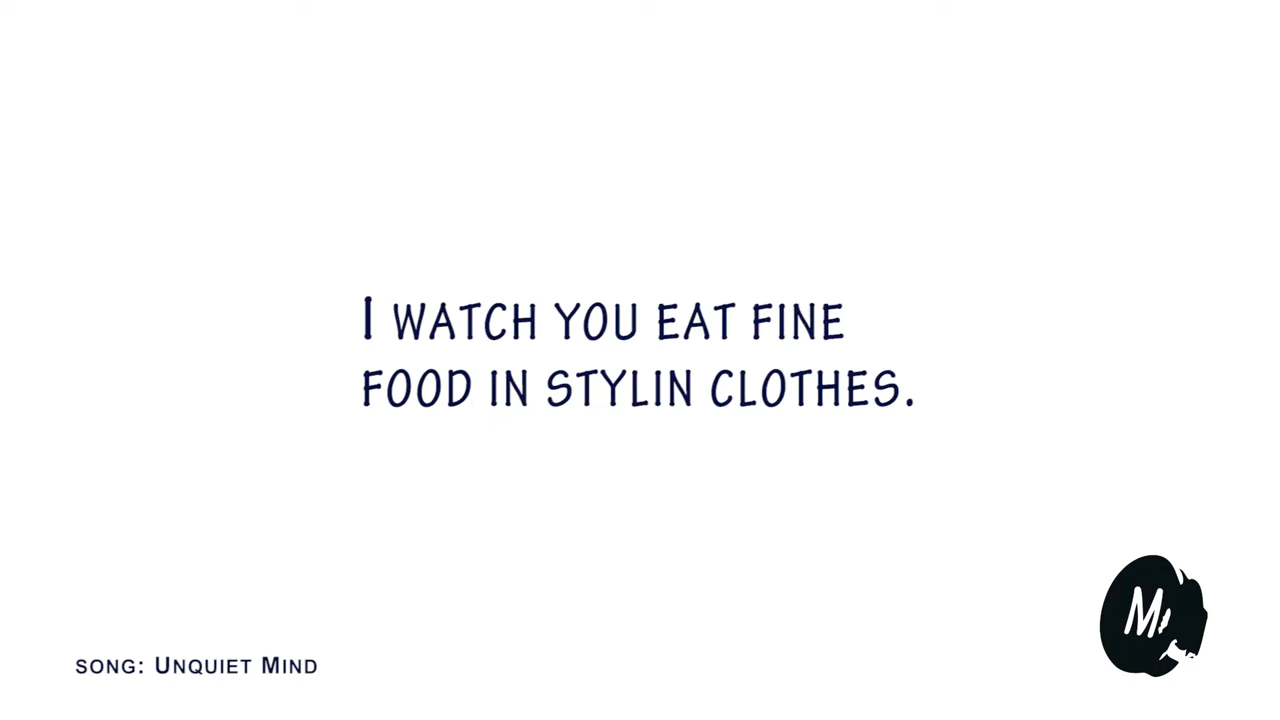 I WATCH YOU EAT FINE
FOOD IN STYLIN CLOTHES.
M
SONG: UNQUIET MIND